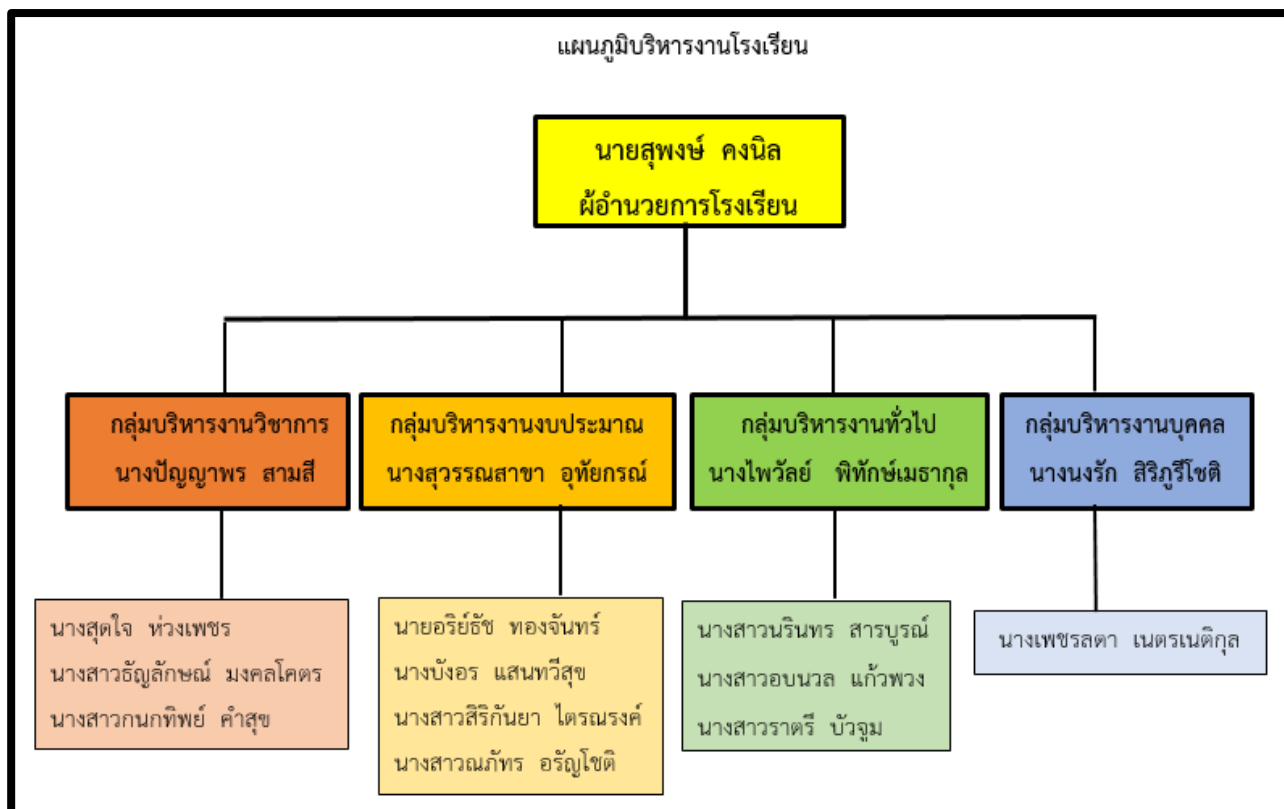 แผนภูมิบริหารงานโรงเรียน
นายสุพงษ์ คงนิล
ผู้อำนวยการโรงเรียน
กลุ่มบริหารงานวิชาการ
นางปัญญาพร สามสี
กลุ่มบริหารงานงบประมาณ
นางสุวรรณสาขา อุทัยกรณ์
กลุ่มบริหารงานทั่วไป
นางไพวัลย์ พิทักษ์เมธากุล
กลุ่มบริหารงานบุคคล
นางนงรัก สิริภูรีโชติ
นางสุดใจ ห่วงเพชร
นางสาวธัญลักษณ์ มงคลโคตร
นางสาวกนกทิพย์ คำสุข
นายอริย์ธัช ทองจันทร์
นางบังอร แสนทวีสุข
นางสาวสิริกันยา ไตรณรงค์
นางสาวณภัทร อรัญโชติ
นางสาวนรินทร สารบูรณ์
นางสาวอบนวล แก้วพวง
นางสาวราตรี บัวจูม
นางเพชรลดา เนตรเนติกุล